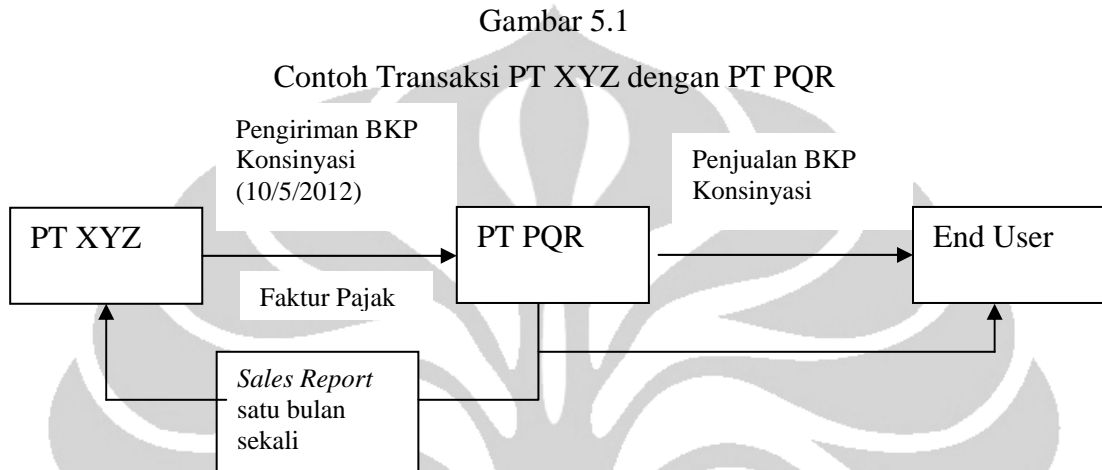 Gambar 5.1
Contoh Transaksi PT XYZ dengan PT PQR
Pengiriman BKP
Konsinyasi
(10/5/2012)
Penjualan BKP
Konsinyasi
PT XYZ
PT PQR
End User
Faktur Pajak
Sales Report
satu bulan
sekali